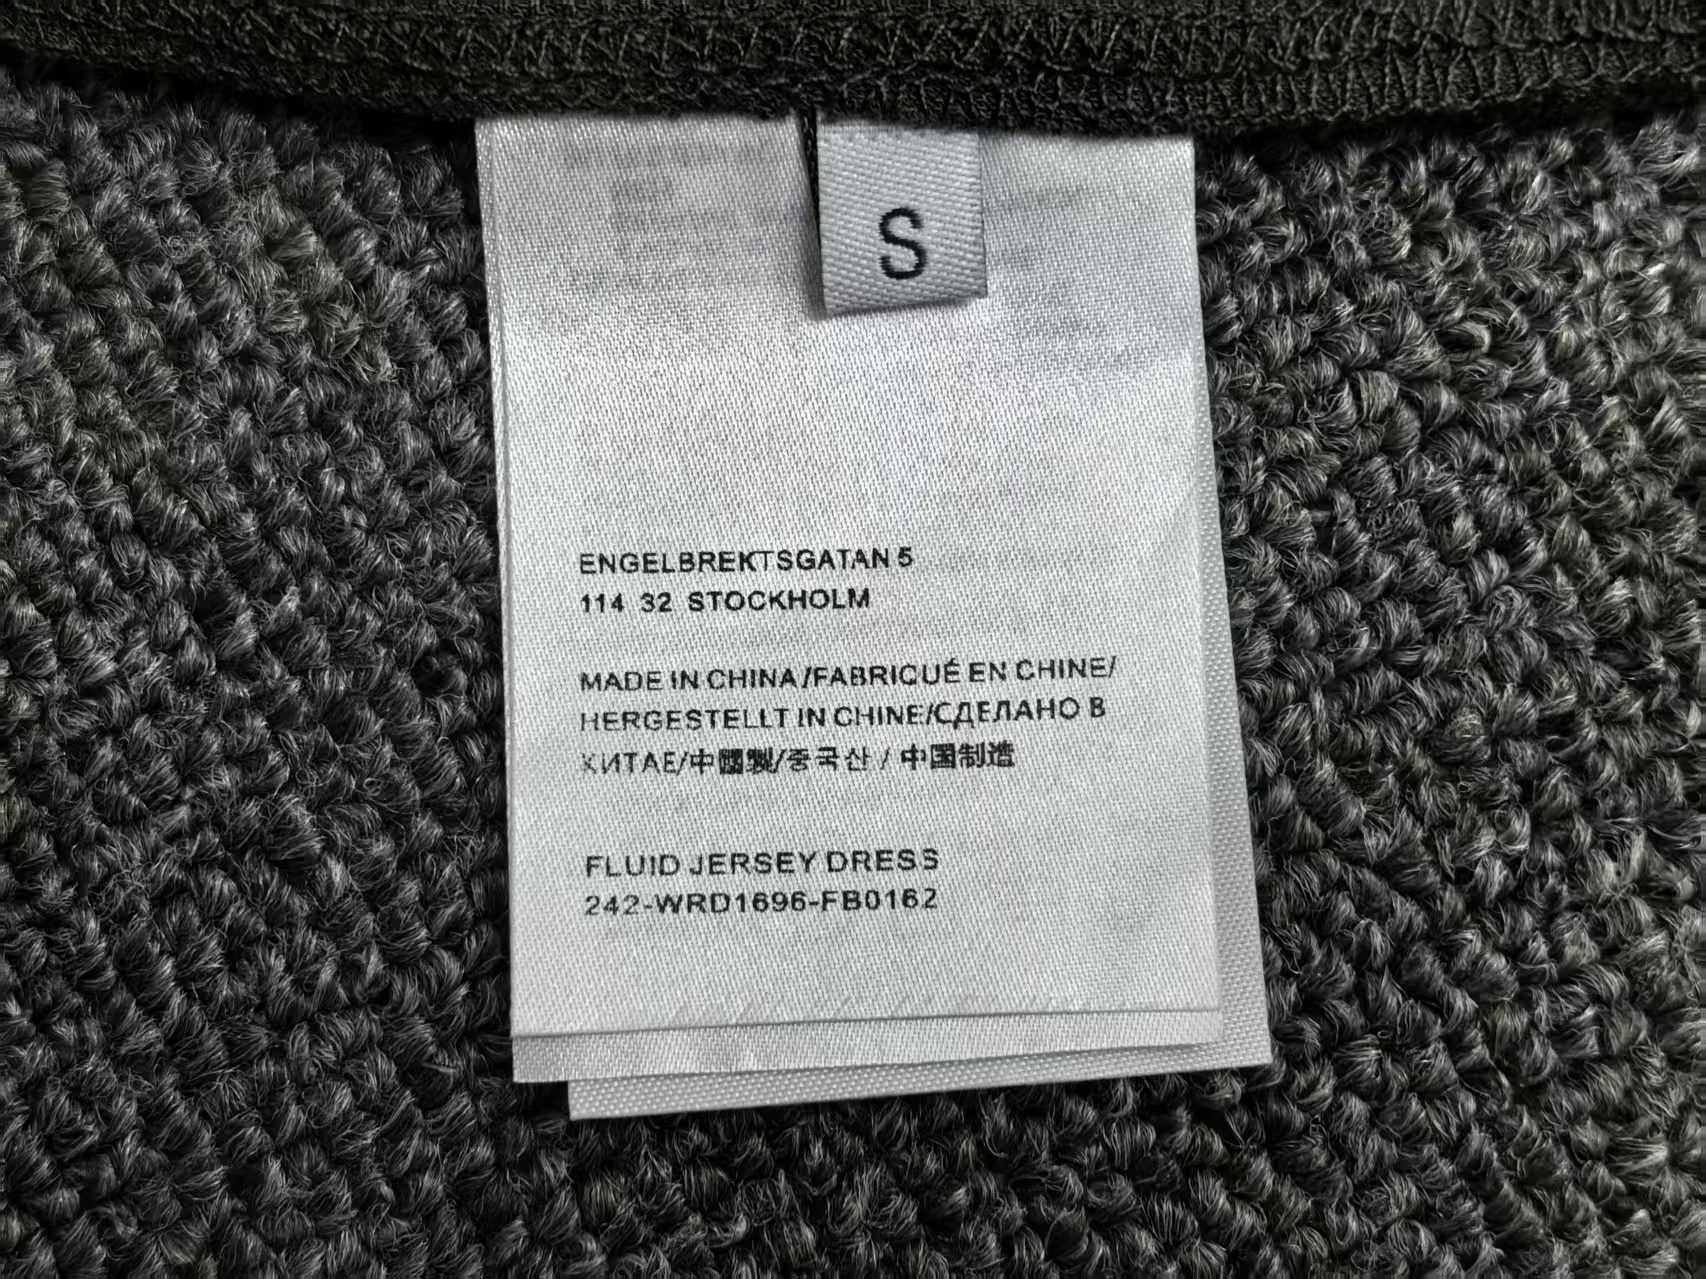 S
ENGELBREKTSGATAN 5
114 32 STOCKHOLM
MADE IN CHINA/FABRIQUÉ EN CHINE/
HERGESTELLT IN CHINE/СДЕЛАНО В
КИТАЕ/中國製/중국산 / 中国制造
FLUID JERSEY DRESS
242-WRD1696-FB0162